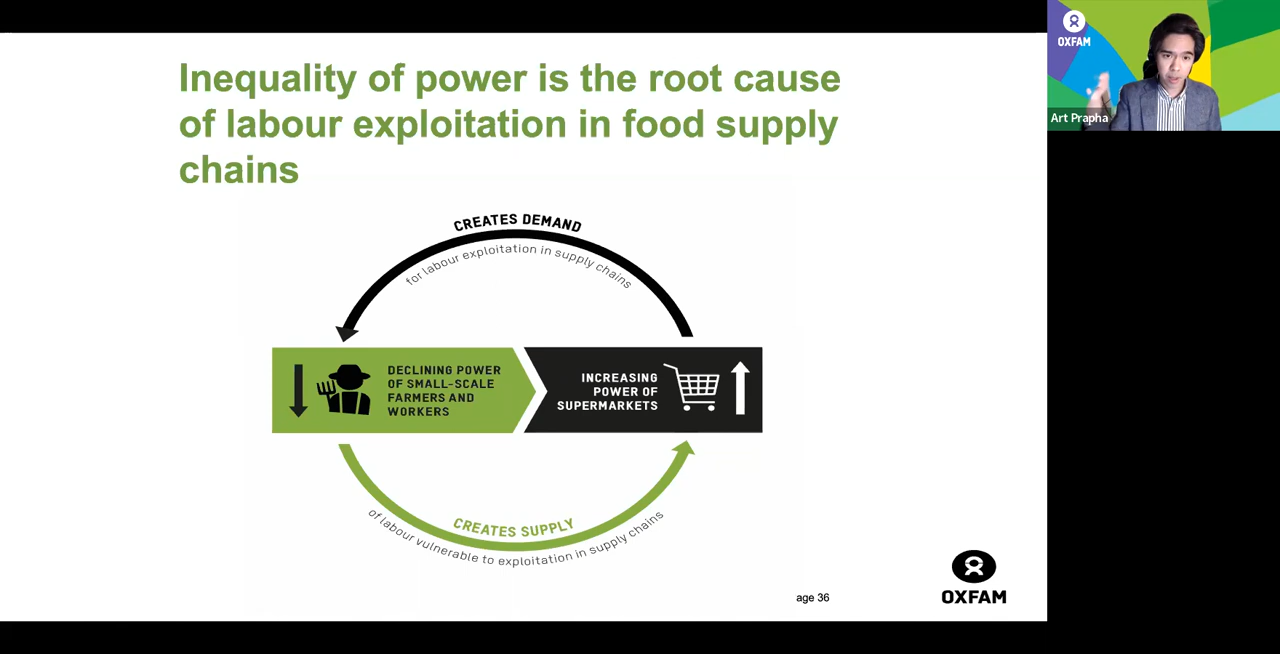 Inequality of power is the root cause
of labour exploitation in food supply
chains
CREATES DEMAND
for labour exploitation in supply chains
DECLINING POWER
OF SMALL-SCALE
FARMERS AND
WORKERS
INCREASING
POWER OF
SUPERMARKETS
CREATES SUPPLY
of labour vulnerable to exploitation in supply chains
age 36
OXFAM
OXFAM
Art Prapha